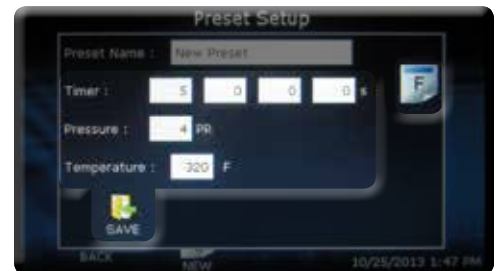 Preset Setup
Preset Name : New Preset
Timer : 5 0 0 0 s
F
Pressure : 4 PR
Temperature : 320 F
SAVE
BACK NEW 10/25/2013 1:47 PM